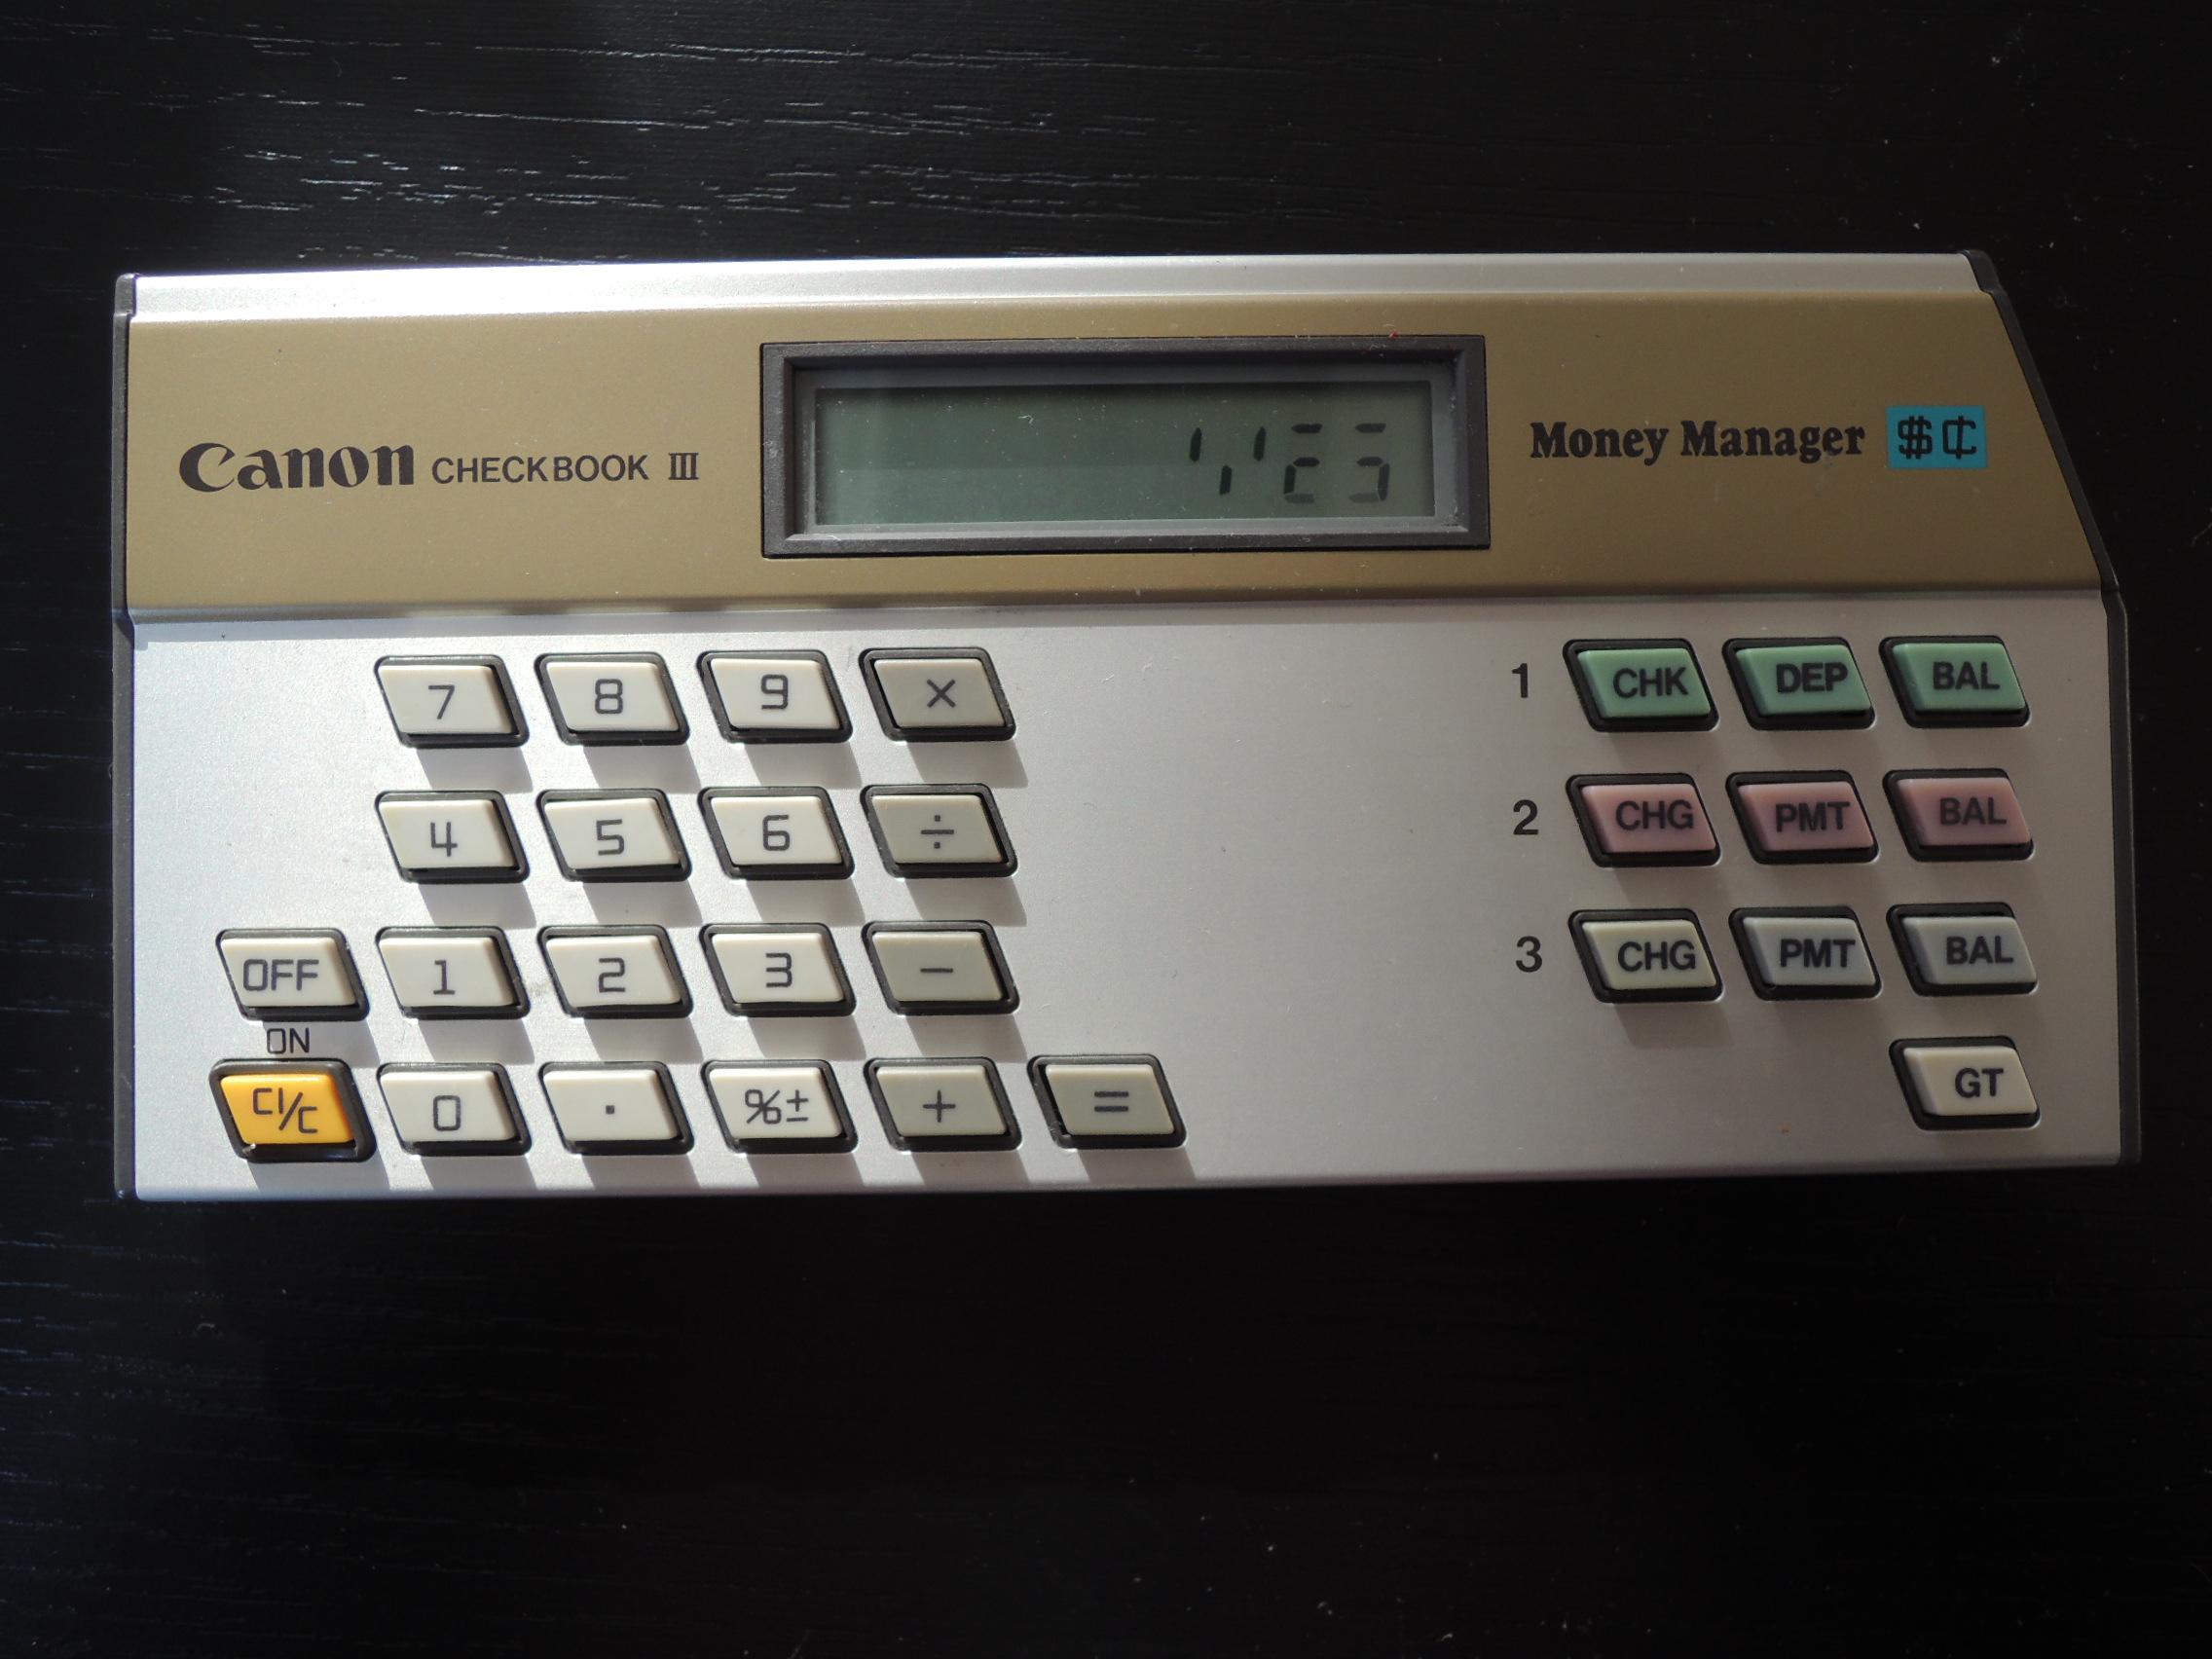 Canon CHECKBOOK III
Money Manager $₵
7 8 9 ×
1 CHK DEP BAL
4 5 6 ÷
2 CHG PMT BAL
OFF 1 2 3 −
3 CHG PMT BAL
ON
CI/C 0 . %± + =
GT